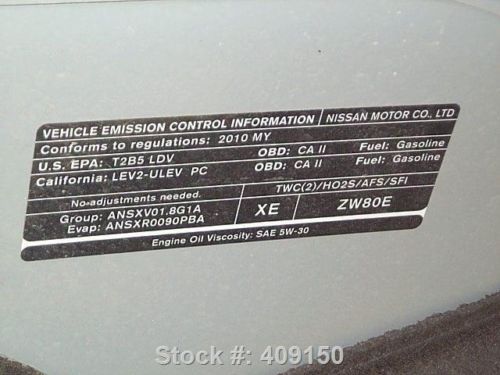 VEHICLE EMISSION CONTROL INFORMATION NISSAN MOTOR CO., LTD
Conforms to regulations: 2010 MY
U.S. EPA: T2B5 LDV OBD: CA II Fuel: Gasoline
California: LEV2-ULEV PC OBD: CA II Fuel: Gasoline
No-adjustments needed. TWC(2)/HO2S/AFS/SFI
Group: ANSXV01.8G1A XE ZW80E
Evap: ANSXR0090PBA
Engine Oil Viscosity: SAE 5W-30
Stock #: 409150